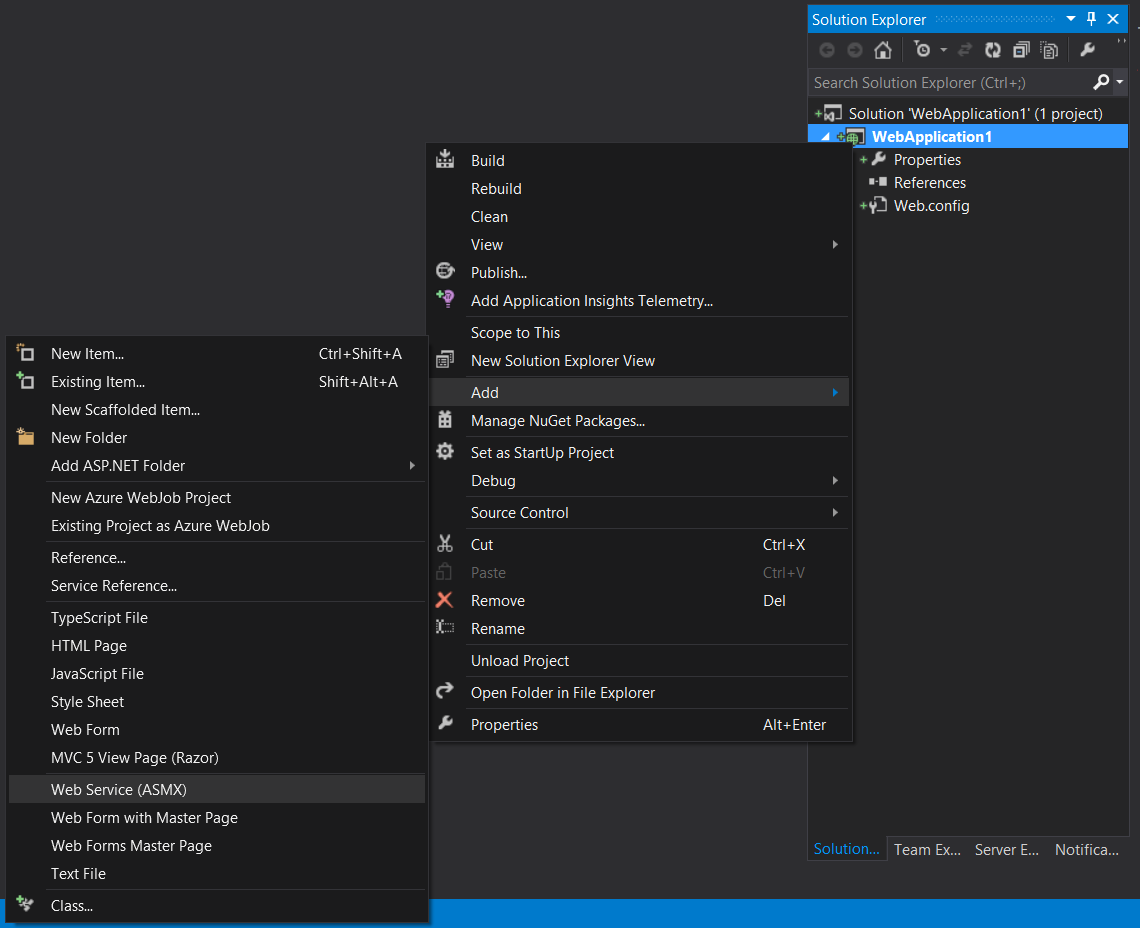 Solution Explorer
Search Solution Explorer (Ctrl+;)
Solution 'WebApplication1' (1 project)
WebApplication1
Properties
References
Web.config
Build
Rebuild
Clean
View
Publish...
Add Application Insights Telemetry...
Scope to This
New Solution Explorer View
Add
Manage NuGet Packages...
Set as StartUp Project
Debug
Source Control
Cut Ctrl+X
Paste Ctrl+V
Remove Del
Rename
Unload Project
Open Folder in File Explorer
Properties Alt+Enter
New Item... Ctrl+Shift+A
Existing Item... Shift+Alt+A
New Scaffolded Item...
New Folder
Add ASP.NET Folder
New Azure WebJob Project
Existing Project as Azure WebJob
Reference...
Service Reference...
TypeScript File
HTML Page
JavaScript File
Style Sheet
Web Form
MVC 5 View Page (Razor)
Web Service (ASMX)
Web Form with Master Page
Web Forms Master Page
Text File
Class...
Solution... Team Ex... Server E... Notifica...